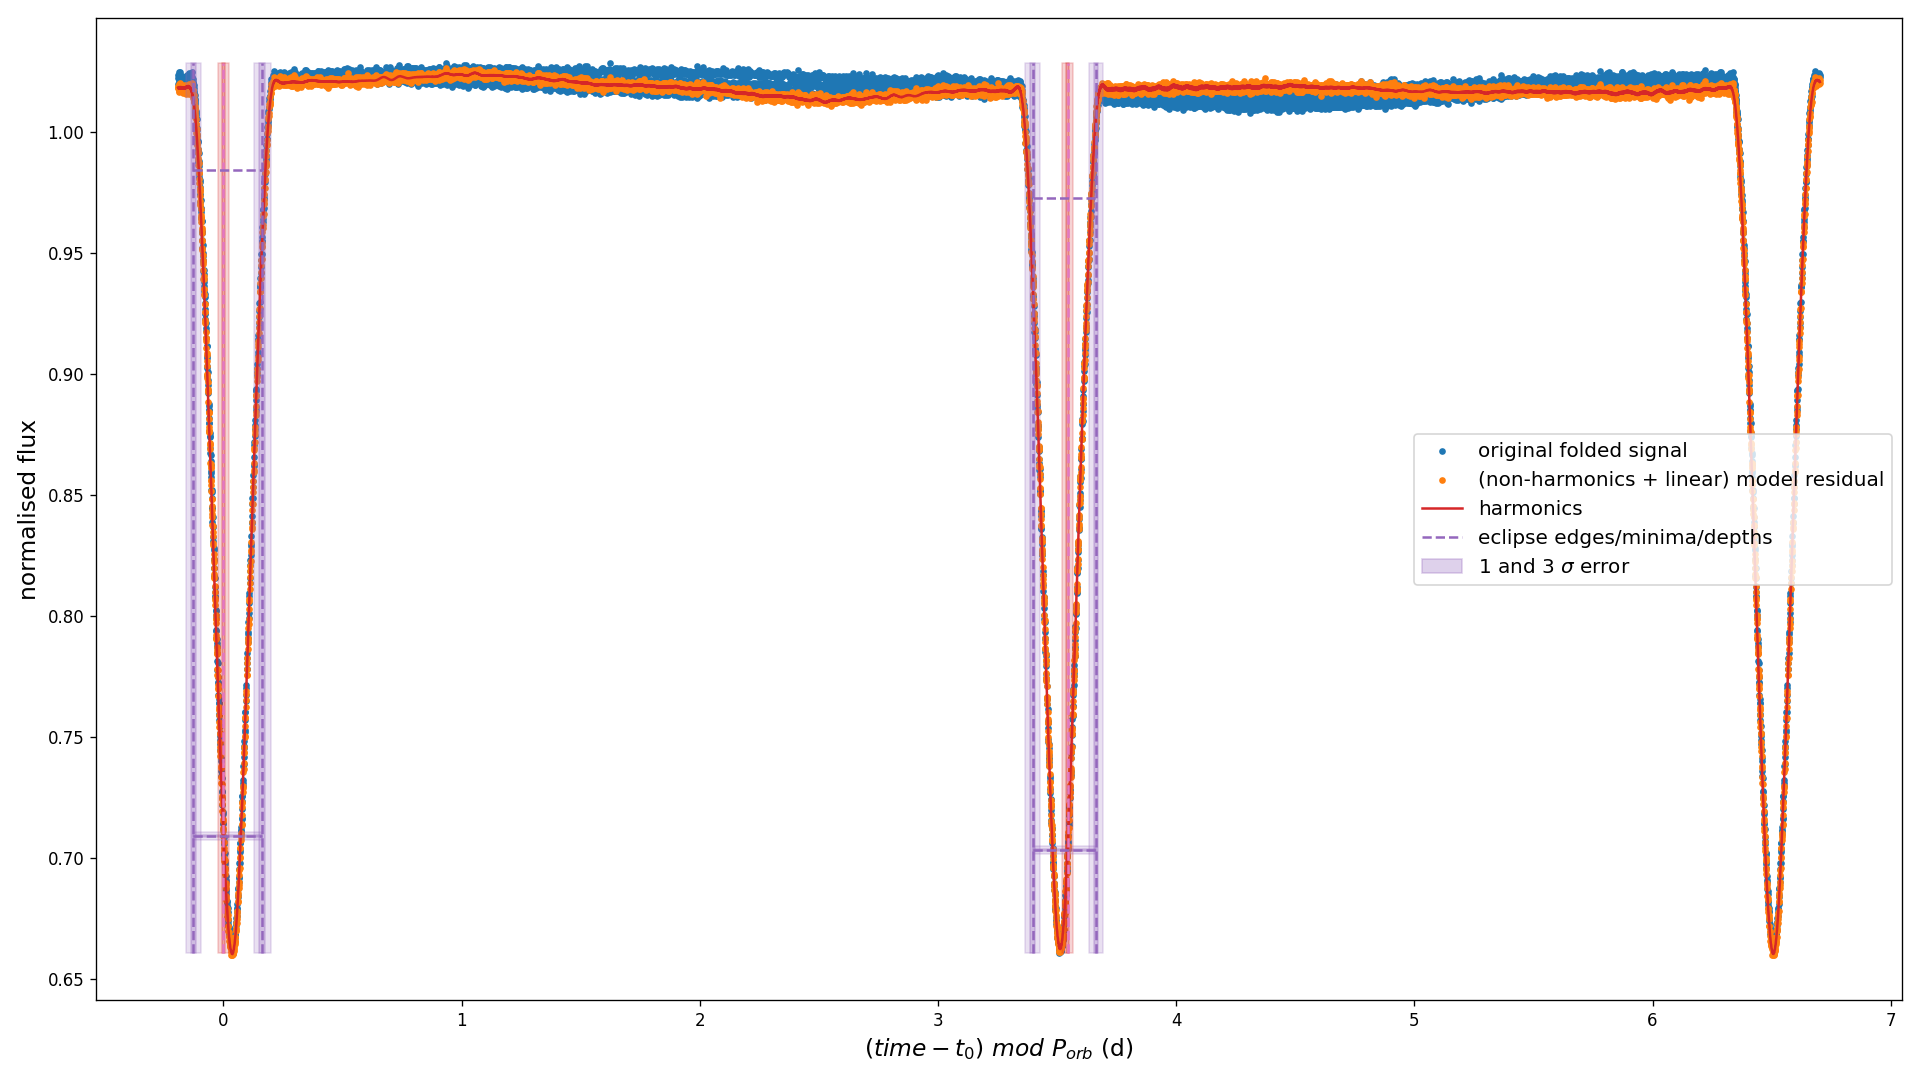 normalised flux
1.00
0.95
0.90
0.85
0.80
0.75
0.70
0.65
original folded signal
(non-harmonics + linear) model residual
harmonics
eclipse edges/minima/depths
1 and 3 σ error
0 1 2 3 4 5 6 7
(time − t₀) mod P_orb (d)